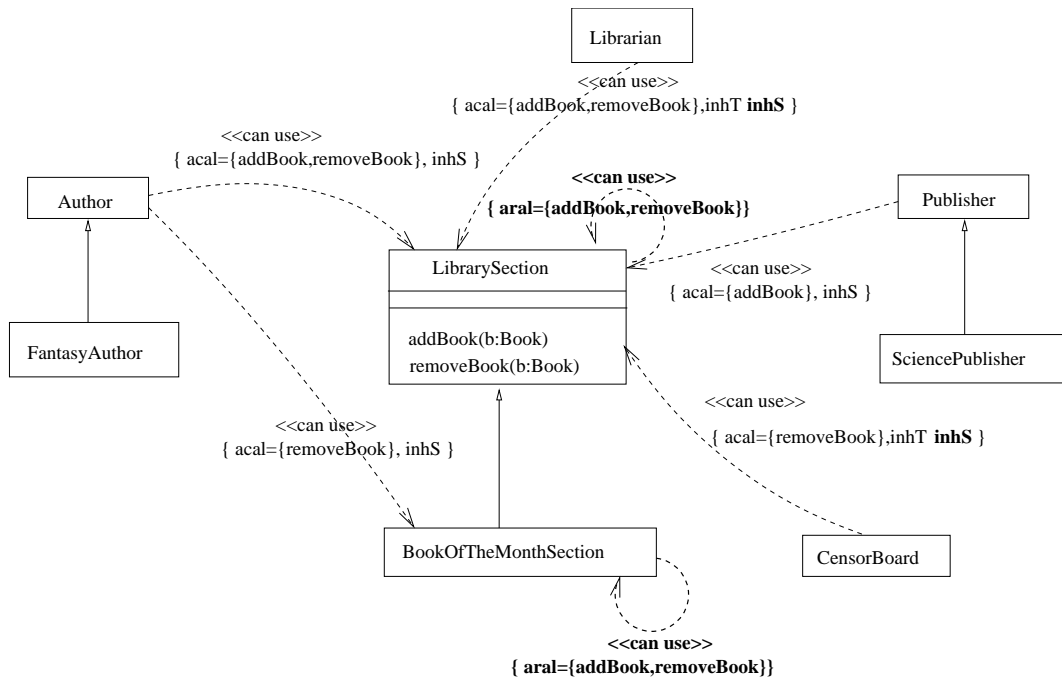 Librarian
<<can use>>
{ acal={addBook,removeBook},inhT inhS }
<<can use>>
{ acal={addBook,removeBook}, inhS }
<<can use>>
{ aral={addBook,removeBook}}
Author
Publisher
LibrarySection
<<can use>>
{ acal={addBook}, inhS }
addBook(b:Book)
removeBook(b:Book)
FantasyAuthor
SciencePublisher
<<can use>>
{ acal={removeBook}, inhS }
<<can use>>
{ acal={removeBook},inhT inhS }
BookOfTheMonthSection
CensorBoard
<<can use>>
{ aral={addBook,removeBook}}